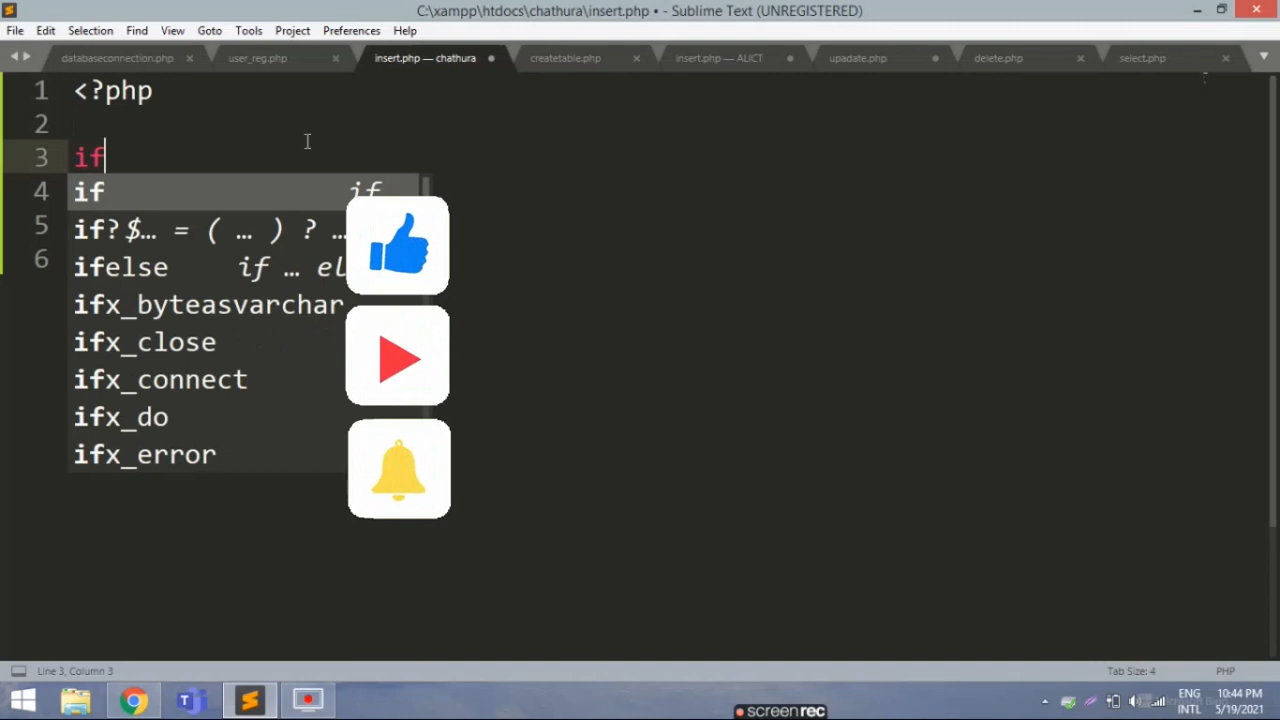 C:\xampp\htdocs\chathura\insert.php • - Sublime Text (UNREGISTERED)
File Edit Selection Find View Goto Tools Project Preferences Help
databaseconnection.php × user_reg.php × insert.php — chathura createtable.php × insert.php — ALICT upadate.php delete.php × select.php ×
1 <?php
2
3 if
4 if if
5 if? $… = ( … ) ? …
6 ifelse if … el
ifx_byteasvarchar
ifx_close
ifx_connect
ifx_do
ifx_error
Line 3, Column 3 Tab Size: 4 PHP
ENG 10:44 PM
INTL 5/19/2021
screenrec